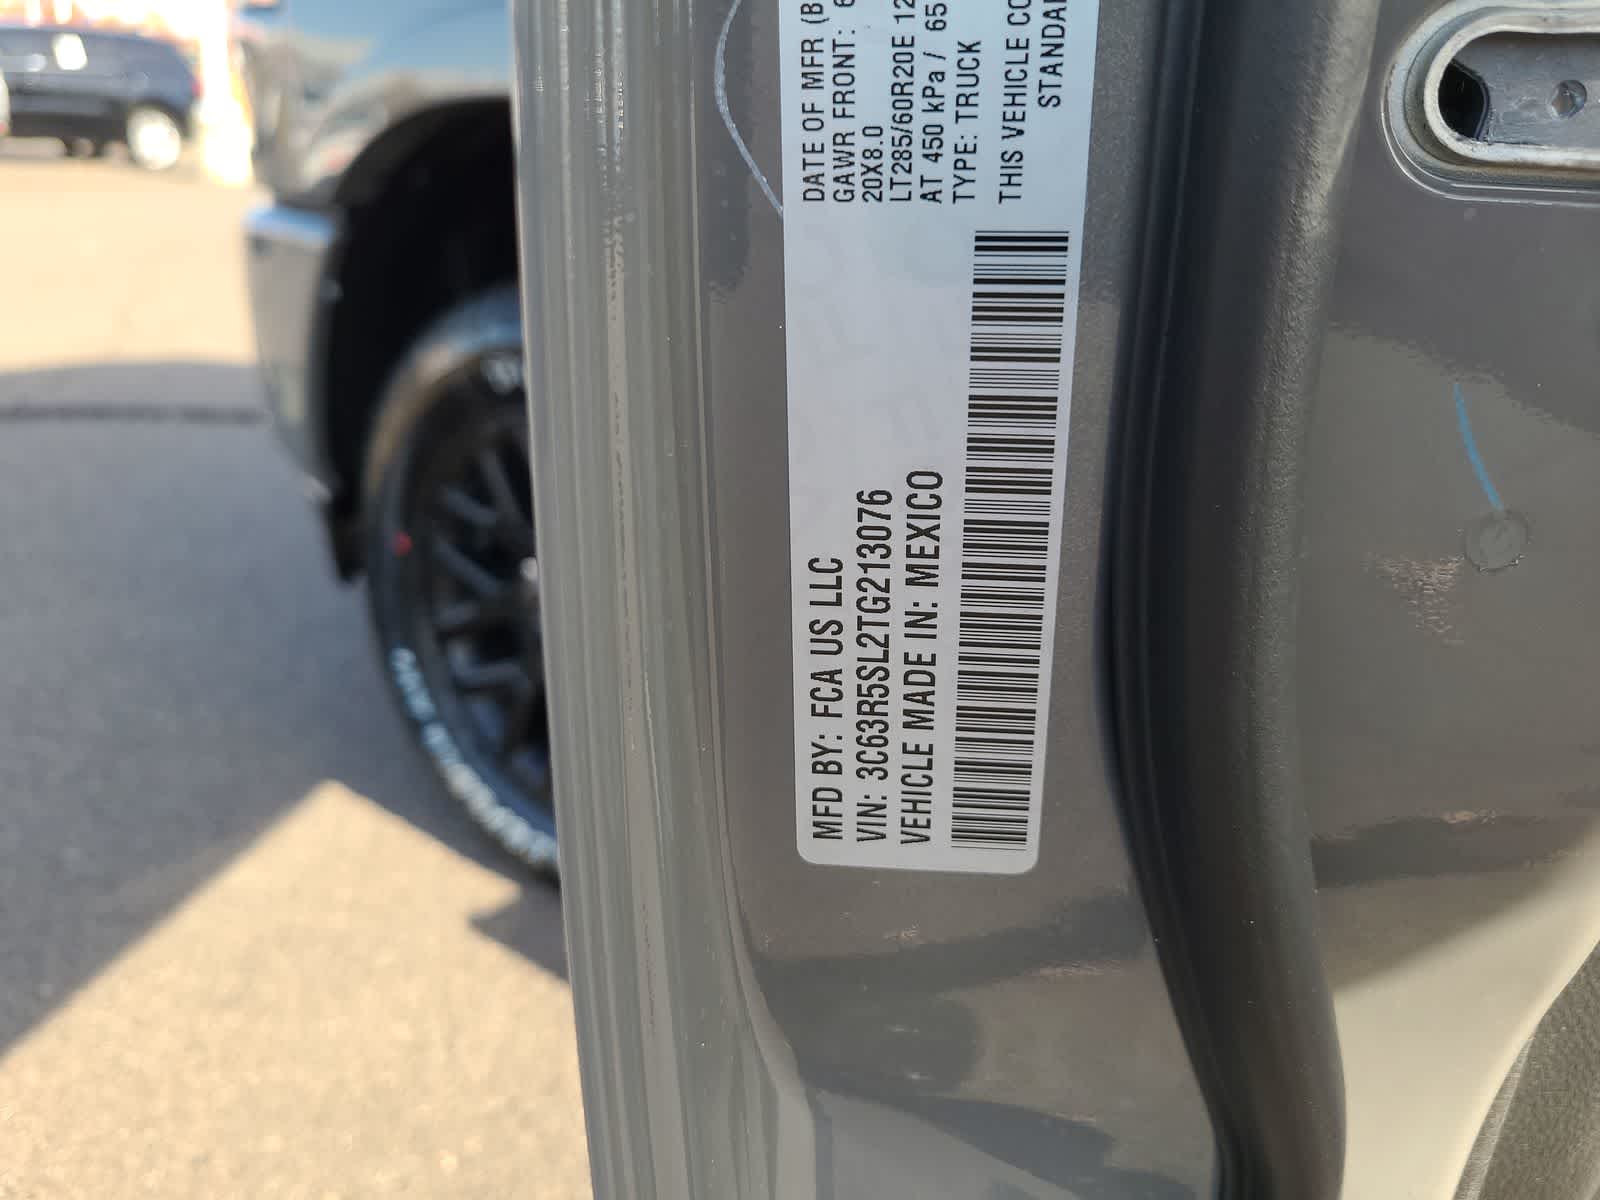 MFD BY: FCA US LLC
VIN: 3C63R5SL2TG213076
VEHICLE MADE IN: MEXICO
DATE OF MFR (B
GAWR FRONT: 6
20X8.0
LT285/60R20E 12
AT 450 kPa / 65
TYPE: TRUCK
THIS VEHICLE CO
STANDAR